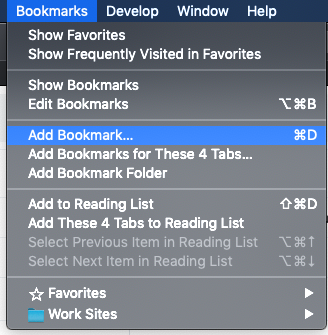 Bookmarks Develop Window Help
Show Favorites
Show Frequently Visited in Favorites
Show Bookmarks
Edit Bookmarks ⌥⌘B
Add Bookmark... ⌘D
Add Bookmarks for These 4 Tabs...
Add Bookmark Folder
Add to Reading List ⇧⌘D
Add These 4 Tabs to Reading List
Select Previous Item in Reading List ⌥⌘↑
Select Next Item in Reading List ⌥⌘↓
Favorites
Work Sites